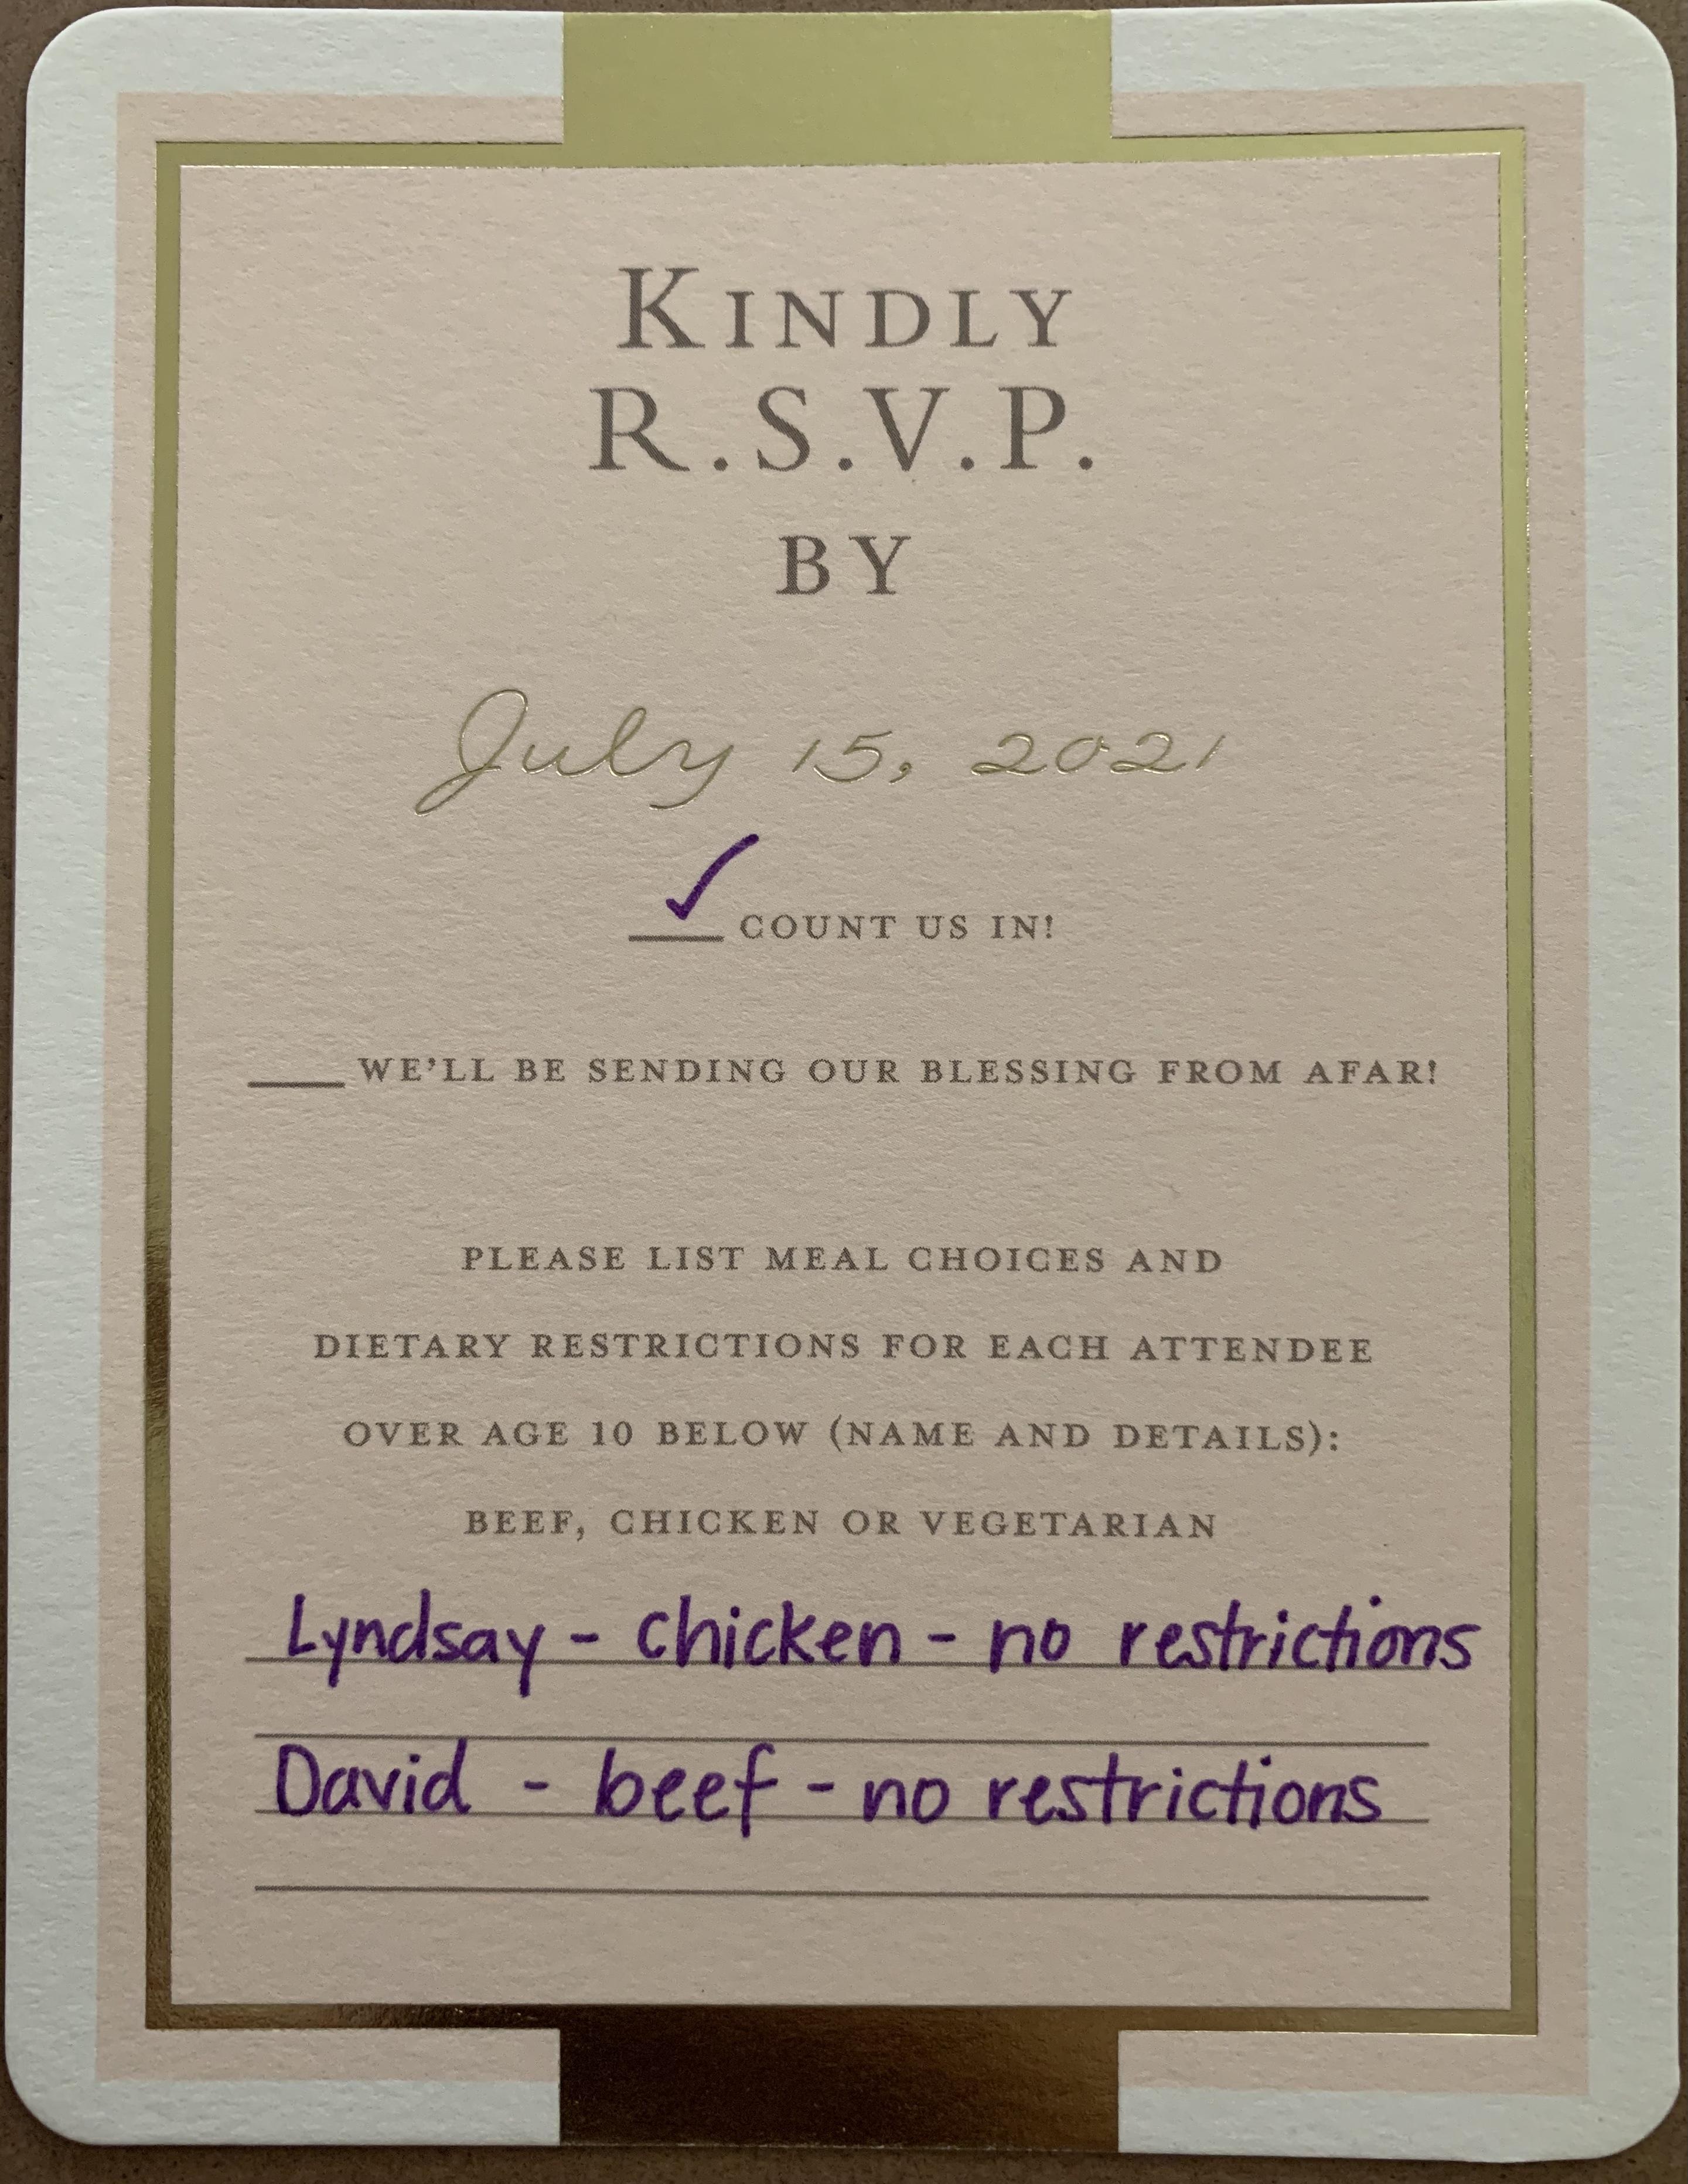 KINDLY
R.S.V.P.
BY
July 15, 2021
✓ COUNT US IN!
___ WE'LL BE SENDING OUR BLESSING FROM AFAR!
PLEASE LIST MEAL CHOICES AND
DIETARY RESTRICTIONS FOR EACH ATTENDEE
OVER AGE 10 BELOW (NAME AND DETAILS):
BEEF, CHICKEN OR VEGETARIAN
Lyndsay - chicken - no restrictions
David - beef - no restrictions